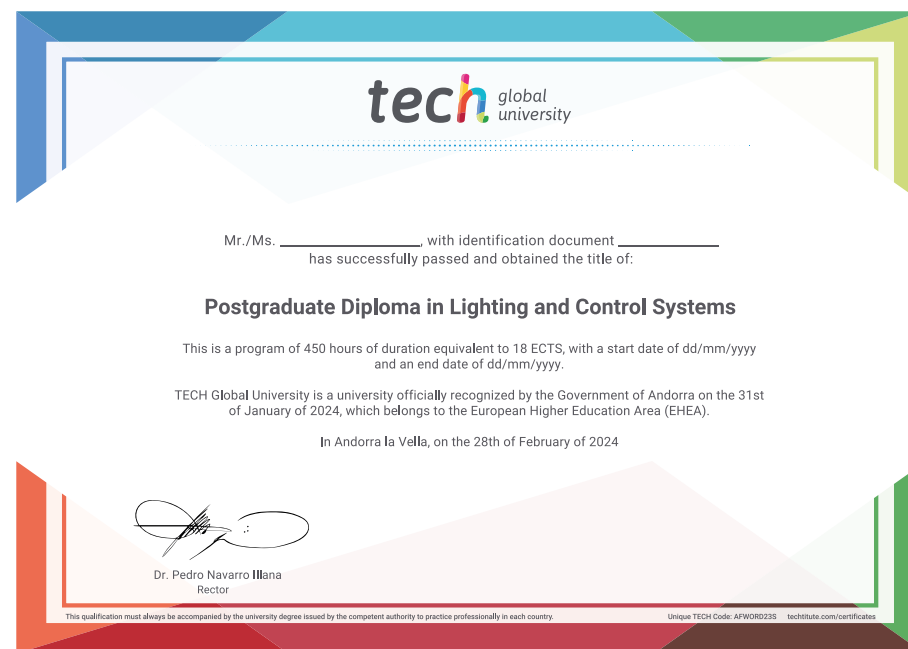 tech global university
Mr./Ms. ____________________, with identification document ______________
has successfully passed and obtained the title of:
Postgraduate Diploma in Lighting and Control Systems
This is a program of 450 hours of duration equivalent to 18 ECTS, with a start date of dd/mm/yyyy
and an end date of dd/mm/yyyy.
TECH Global University is a university officially recognized by the Government of Andorra on the 31st
of January of 2024, which belongs to the European Higher Education Area (EHEA).
In Andorra la Vella, on the 28th of February of 2024
Dr. Pedro Navarro Illana
Rector
This qualification must always be accompanied by the university degree issued by the competent authority to practice professionally in each country.
Unique TECH Code: AFWORD23S techtitute.com/certificates